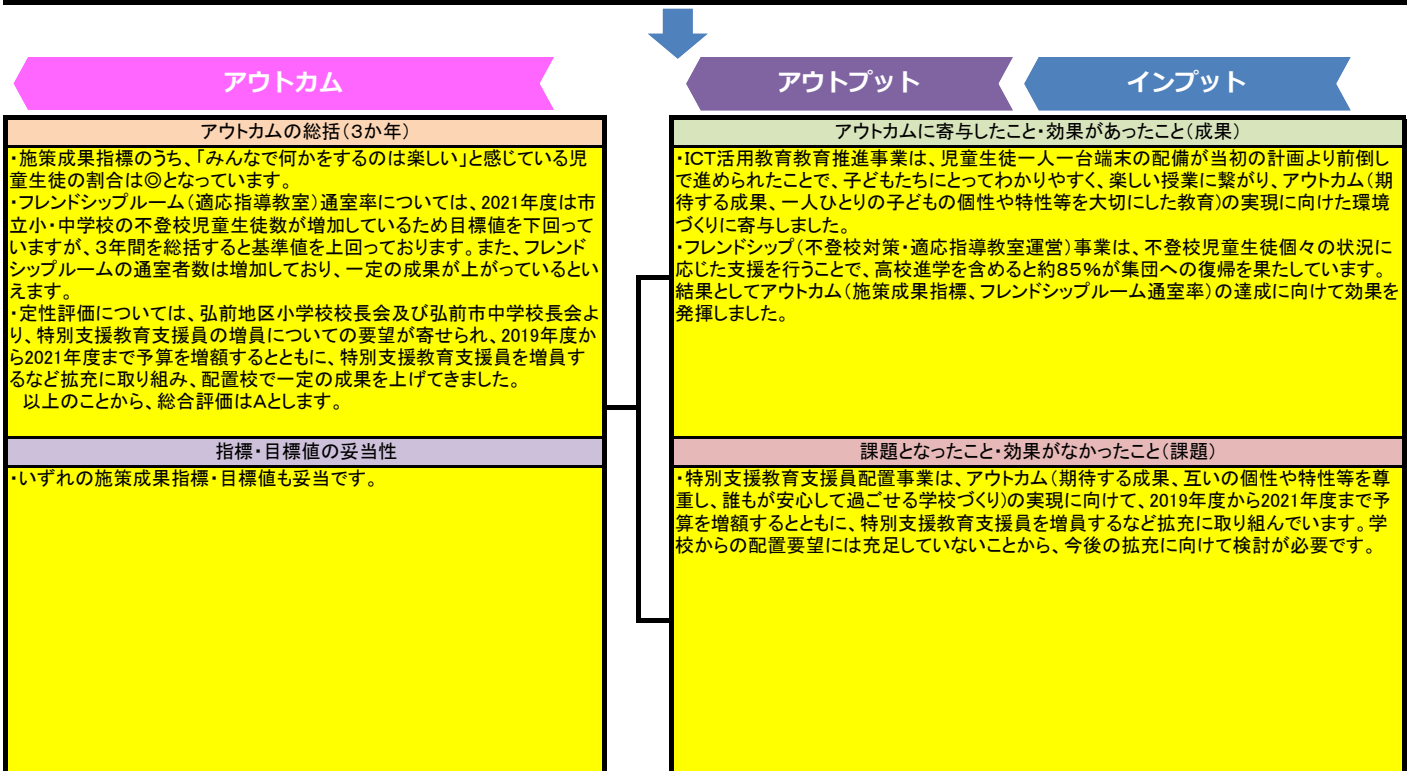 アウトカム
アウトプット
インプット
アウトカムの総括(3か年)
・施策成果指標のうち、「みんなで何かをするのは楽しい」と感じている児
童生徒の割合は◎となっています。
・フレンドシップルーム(適応指導教室)通室率については、2021年度は市
立小・中学校の不登校児童生徒数が増加しているため目標値を下回って
いますが、3年間を総括すると基準値を上回っております。また、フレンド
シップルームの通室者数は増加しており、一定の成果が上がっているとい
えます。
・定性評価については、弘前地区小学校校長会及び弘前市中学校長会よ
り、特別支援教育支援員の増員についての要望が寄せられ、2019年度か
ら2021年度まで予算を増額するとともに、特別支援教育支援員を増員す
るなど拡充に取り組み、配置校で一定の成果を上げてきました。
以上のことから、総合評価はAとします。
指標・目標値の妥当性
・いずれの施策成果指標・目標値も妥当です。
アウトカムに寄与したこと・効果があったこと(成果)
・ICT活用教育教育推進事業は、児童生徒一人一台端末の配備が当初の計画より前倒し
で進められたことで、子どもたちにとってわかりやすく、楽しい授業に繋がり、アウトカム(期
待する成果、一人ひとりの子どもの個性や特性等を大切にした教育)の実現に向けた環境
づくりに寄与しました。
・フレンドシップ(不登校対策・適応指導教室運営)事業は、不登校児童生徒個々の状況に
応じた支援を行うことで、高校進学を含めると約85%が集団への復帰を果たしています。
結果としてアウトカム(施策成果指標、フレンドシップルーム通室率)の達成に向けて効果を
発揮しました。
課題となったこと・効果がなかったこと(課題)
・特別支援教育支援員配置事業は、アウトカム(期待する成果、互いの個性や特性等を尊
重し、誰もが安心して過ごせる学校づくり)の実現に向けて、2019年度から2021年度まで予
算を増額するとともに、特別支援教育支援員を増員するなど拡充に取り組んでいます。学
校からの配置要望には充足していないことから、今後の拡充に向けて検討が必要です。